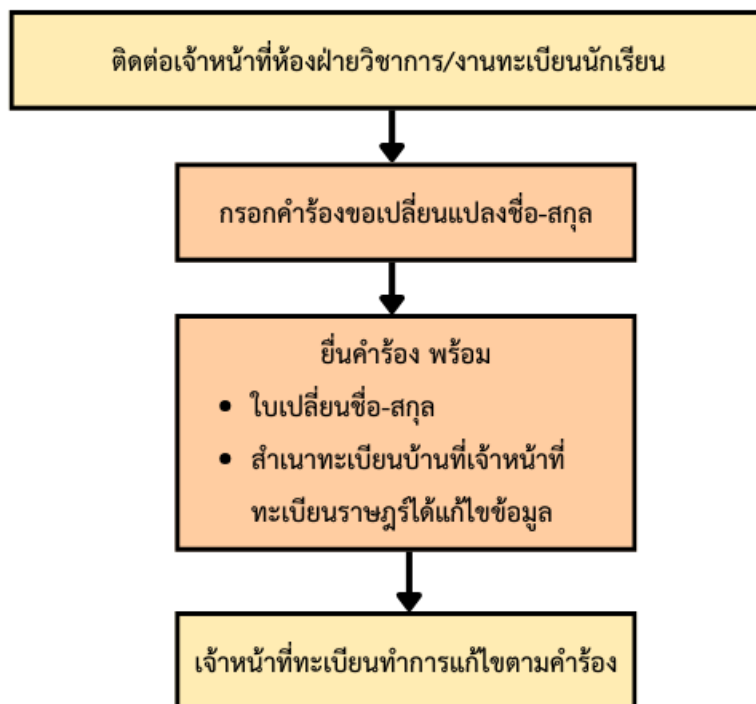 ติดต่อเจ้าหน้าที่ห้องฝ่ายวิชาการ/งานทะเบียนนักเรียน
กรอกคำร้องขอเปลี่ยนแปลงชื่อ-สกุล
ยื่นคำร้อง พร้อม
• ใบเปลี่ยนชื่อ-สกุล
• สำเนาทะเบียนบ้านที่เจ้าหน้าที่
ทะเบียนราษฎร์ได้แก้ไขข้อมูล
เจ้าหน้าที่ทะเบียนทำการแก้ไขตามคำร้อง